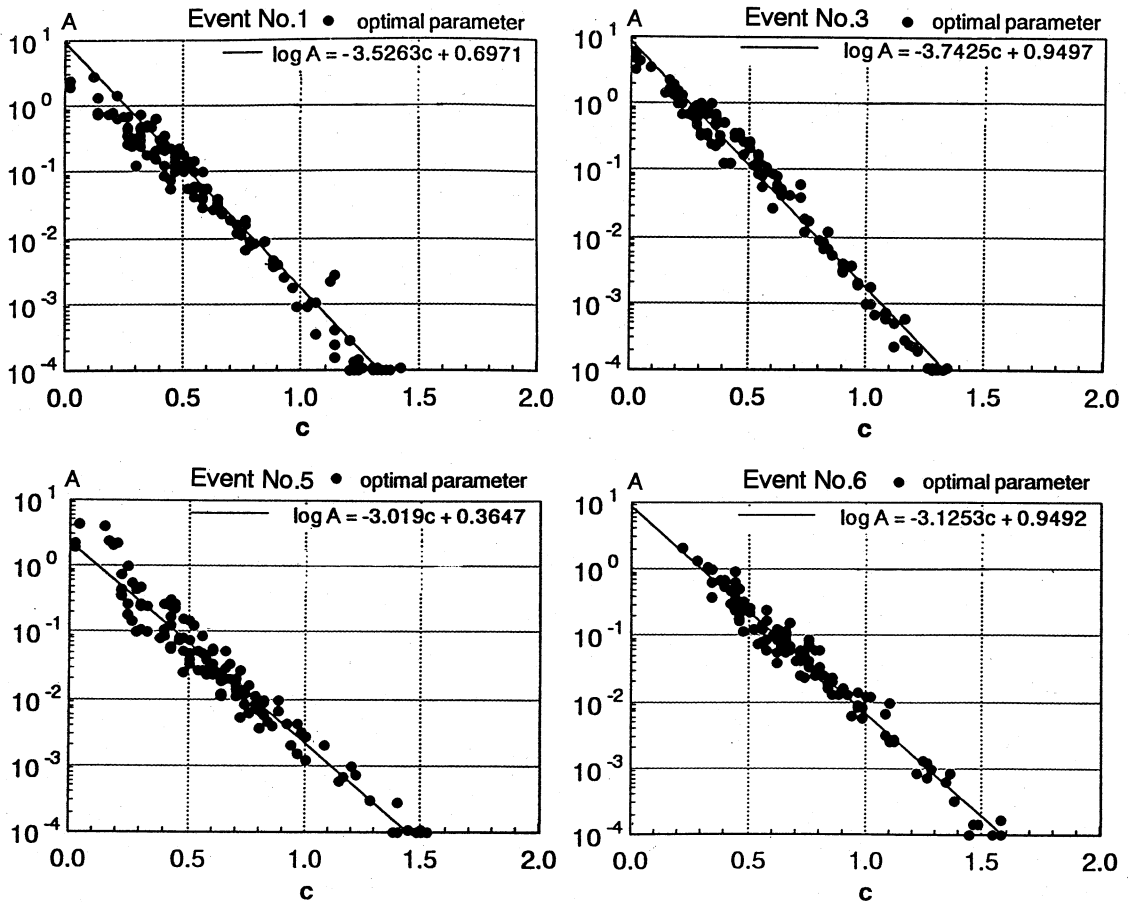 A Event No.1 ● optimal parameter
log A = -3.5263c + 0.6971
10^1
10^0
10^-1
10^-2
10^-3
10^-4
0.0 0.5 1.0 1.5 2.0
c
A Event No.3 ● optimal parameter
log A = -3.7425c + 0.9497
10^1
10^0
10^-1
10^-2
10^-3
10^-4
0.0 0.5 1.0 1.5 2.0
c
A Event No.5 ● optimal parameter
log A = -3.019c + 0.3647
10^1
10^0
10^-1
10^-2
10^-3
10^-4
0.0 0.5 1.0 1.5 2.0
c
A Event No.6 ● optimal parameter
log A = -3.1253c + 0.9492
10^1
10^0
10^-1
10^-2
10^-3
10^-4
0.0 0.5 1.0 1.5 2.0
c